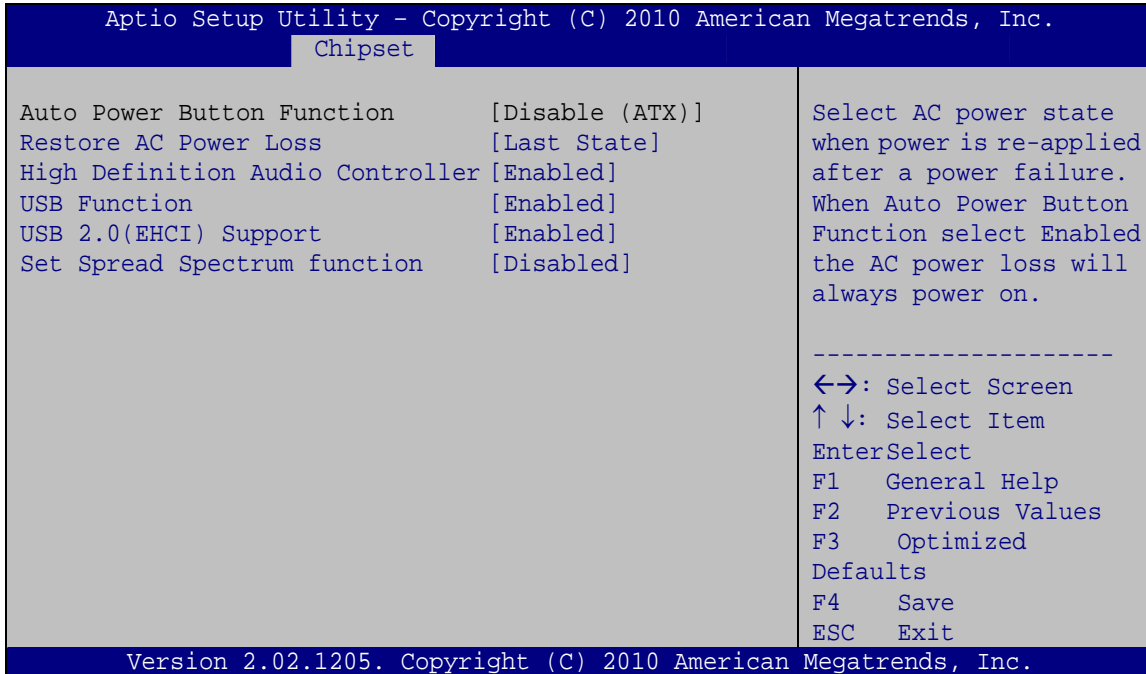 Aptio Setup Utility – Copyright (C) 2010 American Megatrends, Inc.
Chipset
Auto Power Button Function [Disable (ATX)]
Restore AC Power Loss [Last State]
High Definition Audio Controller [Enabled]
USB Function [Enabled]
USB 2.0(EHCI) Support [Enabled]
Set Spread Spectrum function [Disabled]
Select AC power state
when power is re-applied
after a power failure.
When Auto Power Button
Function select Enabled
the AC power loss will
always power on.
---------------------
←→: Select Screen
↑ ↓: Select Item
EnterSelect
F1 General Help
F2 Previous Values
F3 Optimized
Defaults
F4 Save
ESC Exit
Version 2.02.1205. Copyright (C) 2010 American Megatrends, Inc.